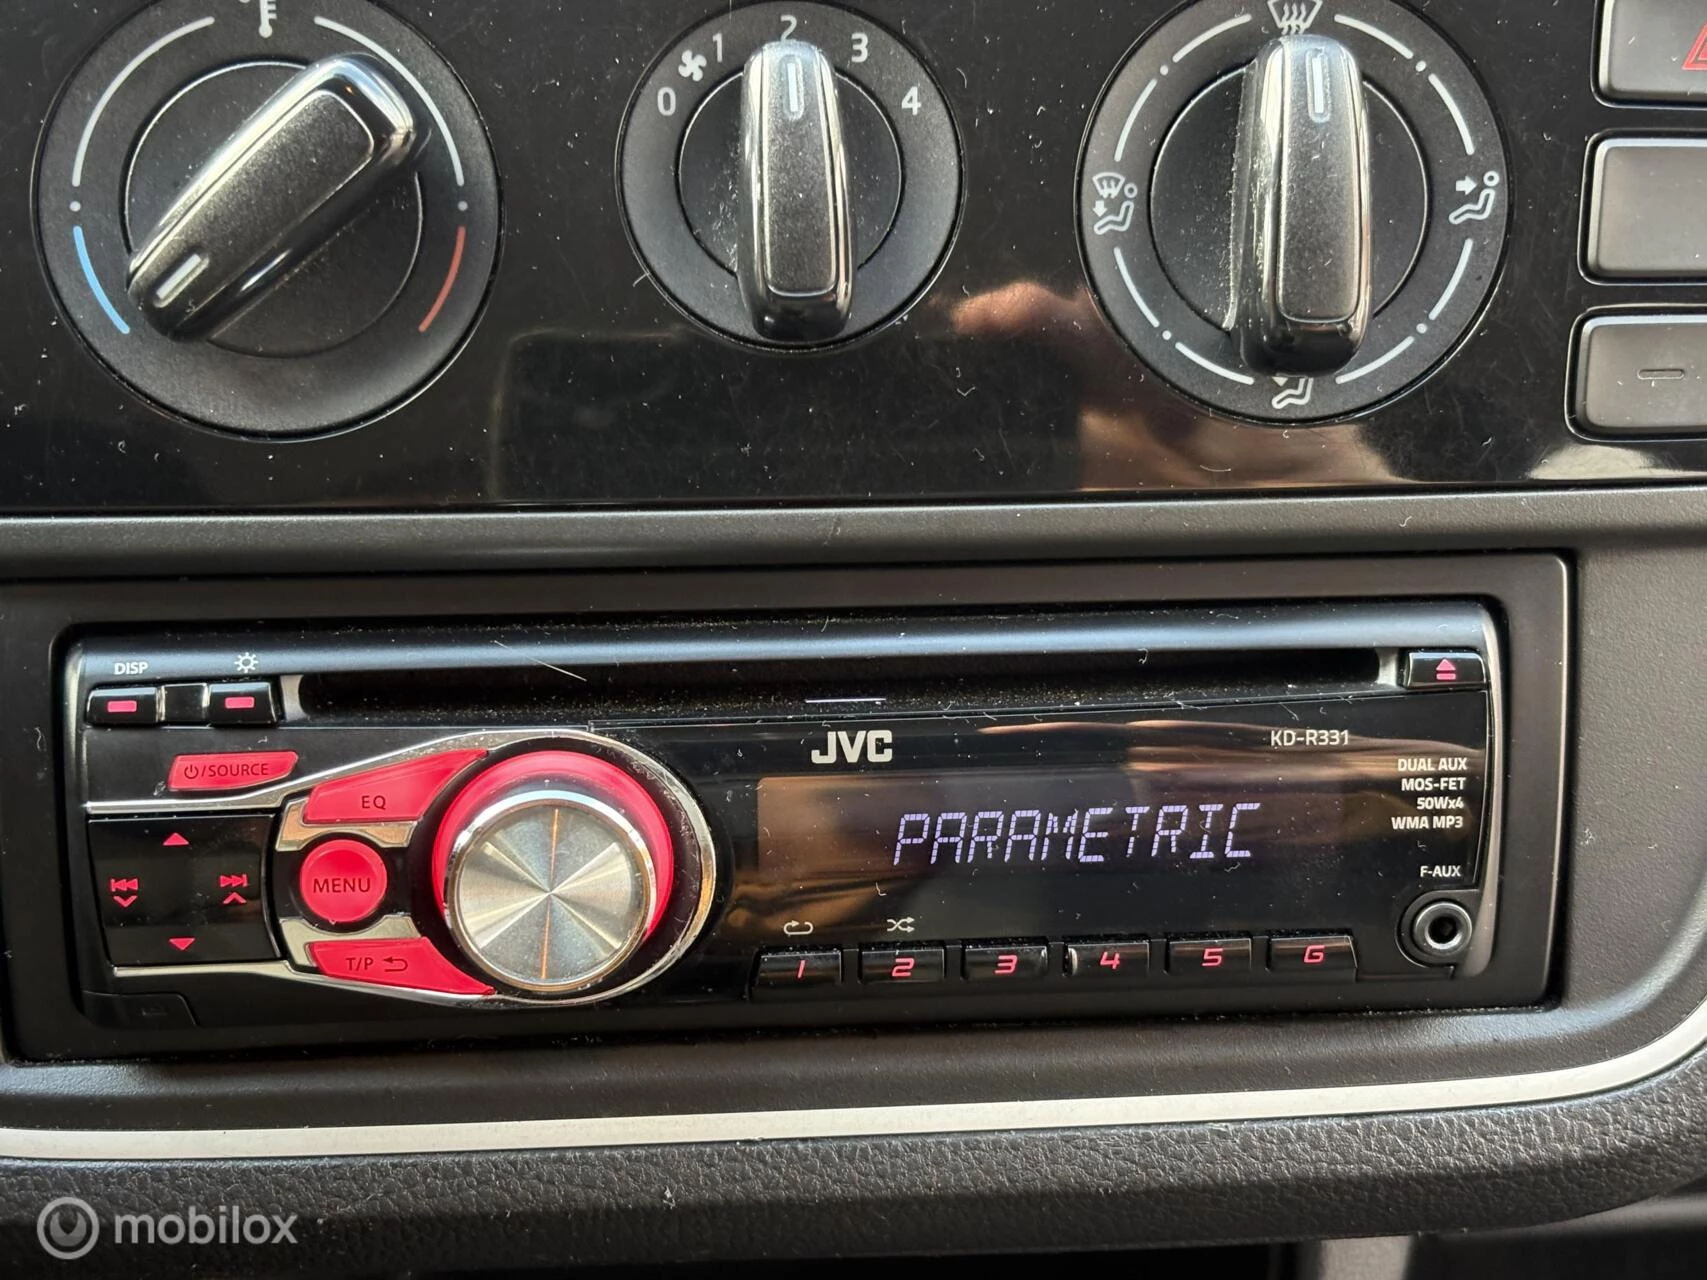 0 1 2 3 4
DISP
JVC
KD-R331
/SOURCE
DUAL AUX
MOS-FET
50Wx4
WMA MP3
EQ
PARAMETRIC
MENU
F-AUX
T/P
1 2 3 4 5 6
mobilox